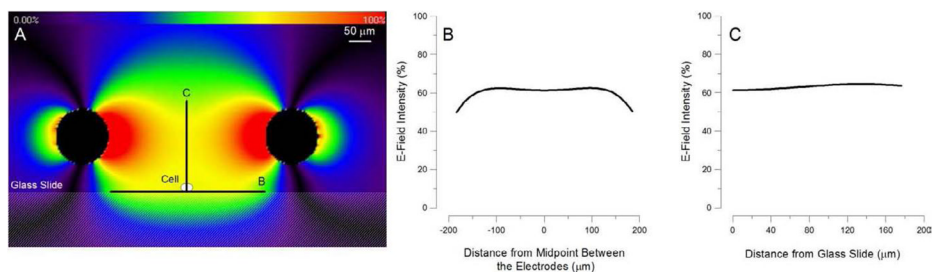 0.00%
100%
A
50 μm
C
Cell
B
Glass Slide
B
100
80
60
40
20
0
E-Field Intensity (%)
-200
-100
0
100
200
Distance from Midpoint Between
the Electrodes (μm)
C
100
80
60
40
20
0
E-Field Intensity (%)
0
40
80
120
160
200
Distance from Glass Slide (μm)